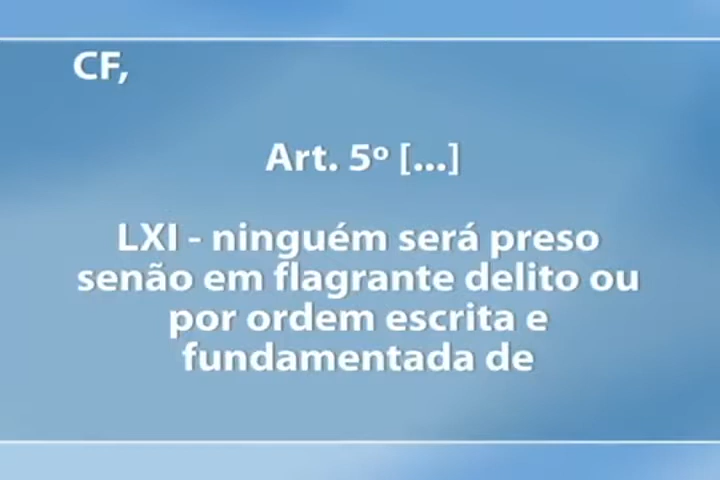 CF,
Art. 5º [...]
LXI - ninguém será preso
senão em flagrante delito ou
por ordem escrita e
fundamentada de